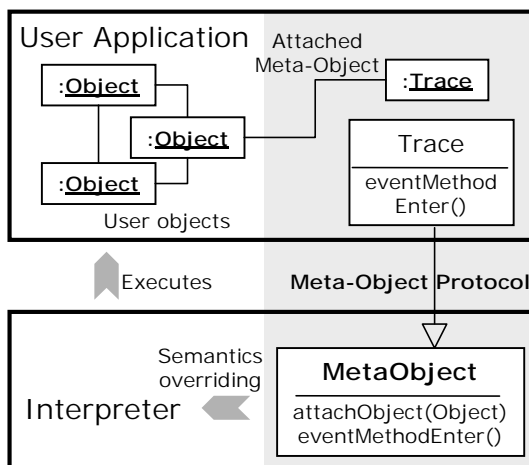 User Application
Attached
Meta-Object
:Object
:Trace
:Object
:Object
User objects
Trace
eventMethod
Enter()
Executes
Meta-Object Protocol
Semantics
overriding
Interpreter
MetaObject
attachObject(Object)
eventMethodEnter()